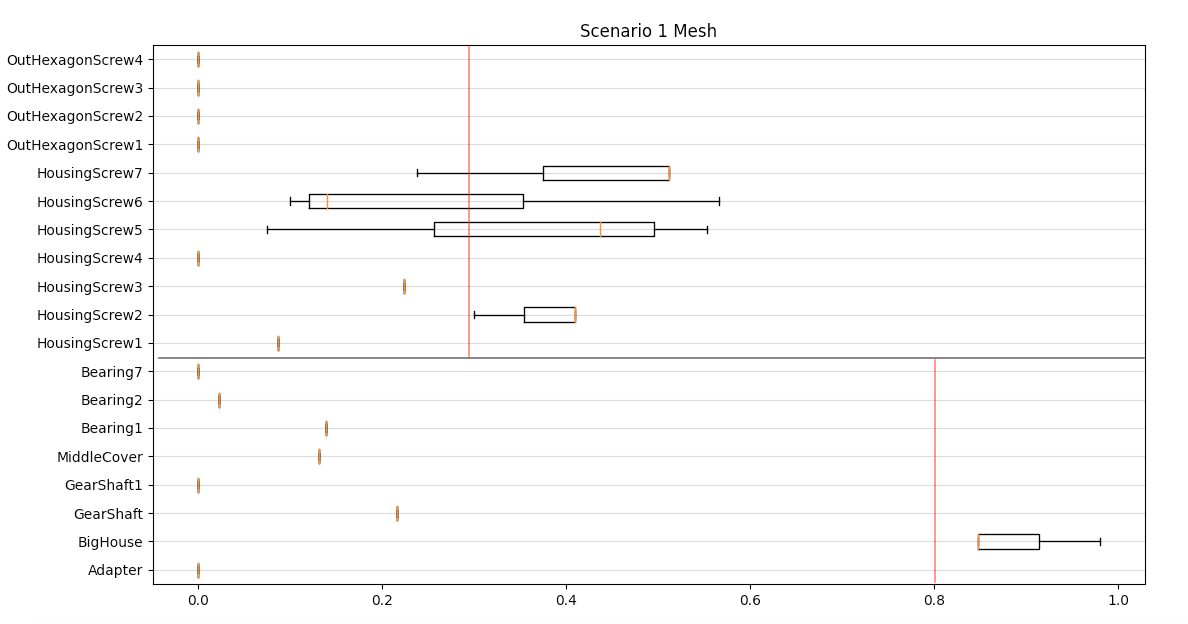 Scenario 1 Mesh
OutHexagonScrew4
OutHexagonScrew3
OutHexagonScrew2
OutHexagonScrew1
HousingScrew7
HousingScrew6
HousingScrew5
HousingScrew4
HousingScrew3
HousingScrew2
HousingScrew1
Bearing7
Bearing2
Bearing1
MiddleCover
GearShaft1
GearShaft
BigHouse
Adapter
0.0 0.2 0.4 0.6 0.8 1.0